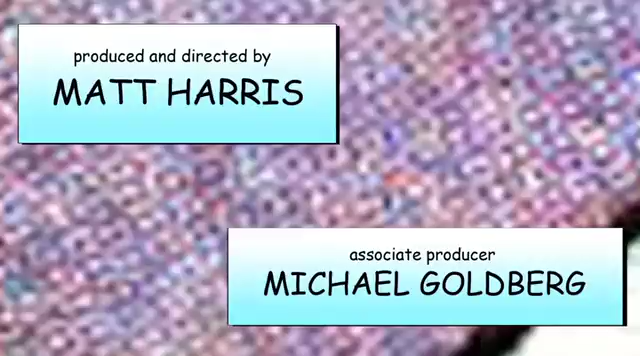 produced and directed by
MATT HARRIS
associate producer
MICHAEL GOLDBERG